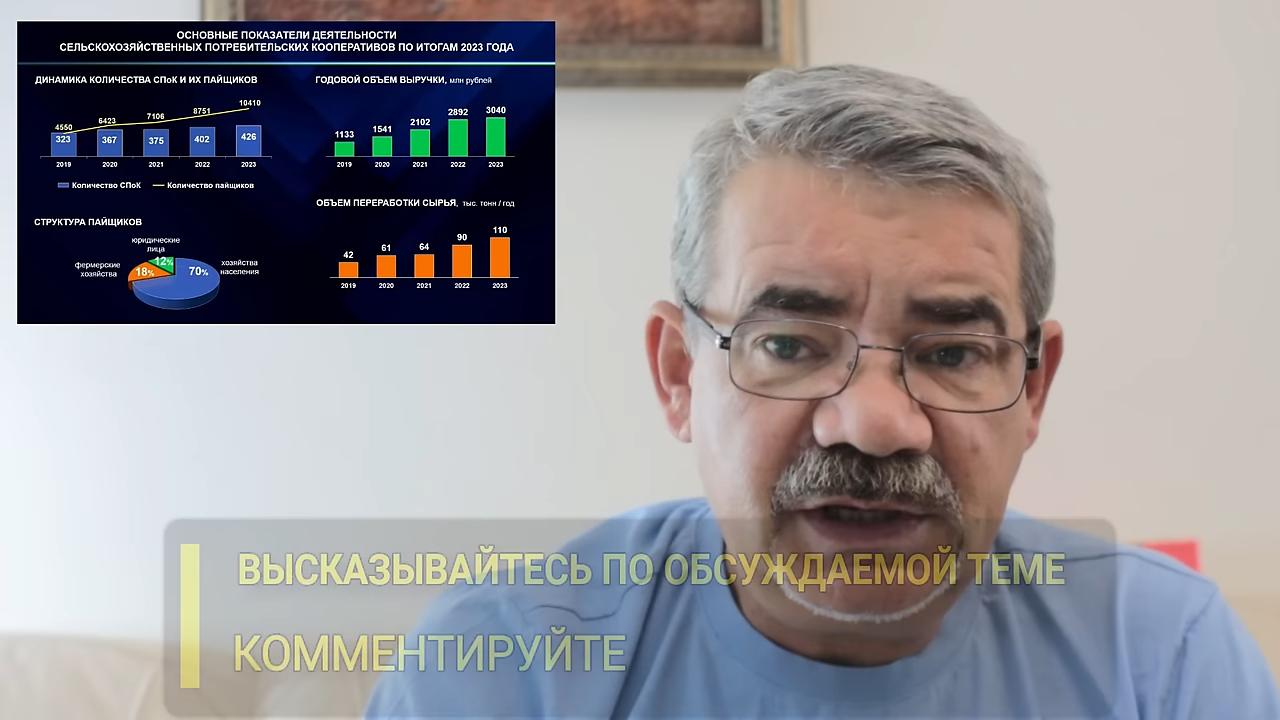 ОСНОВНЫЕ ПОКАЗАТЕЛИ ДЕЯТЕЛЬНОСТИ
СЕЛЬСКОХОЗЯЙСТВЕННЫХ ПОТРЕБИТЕЛЬСКИХ КООПЕРАТИВОВ ПО ИТОГАМ 2023 ГОДА
ДИНАМИКА КОЛИЧЕСТВА СПоК И ИХ ПАЙЩИКОВ
4550 6423 7106 8751 10410
323 367 375 402 426
2019 2020 2021 2022 2023
Количество СПоК Количество пайщиков
ГОДОВОЙ ОБЪЕМ ВЫРУЧКИ, млн рублей
1133 1541 2102 2892 3040
2019 2020 2021 2022 2023
СТРУКТУРА ПАЙЩИКОВ
юридические
лица
12%
фермерские
хозяйства
18%
70%
хозяйства
населения
ОБЪЕМ ПЕРЕРАБОТКИ СЫРЬЯ, тыс. тонн / год
42 61 64 90 110
2019 2020 2021 2022 2023
ВЫСКАЗЫВАЙТЕСЬ ПО ОБСУЖДАЕМОЙ ТЕМЕ
КОММЕНТИРУЙТЕ